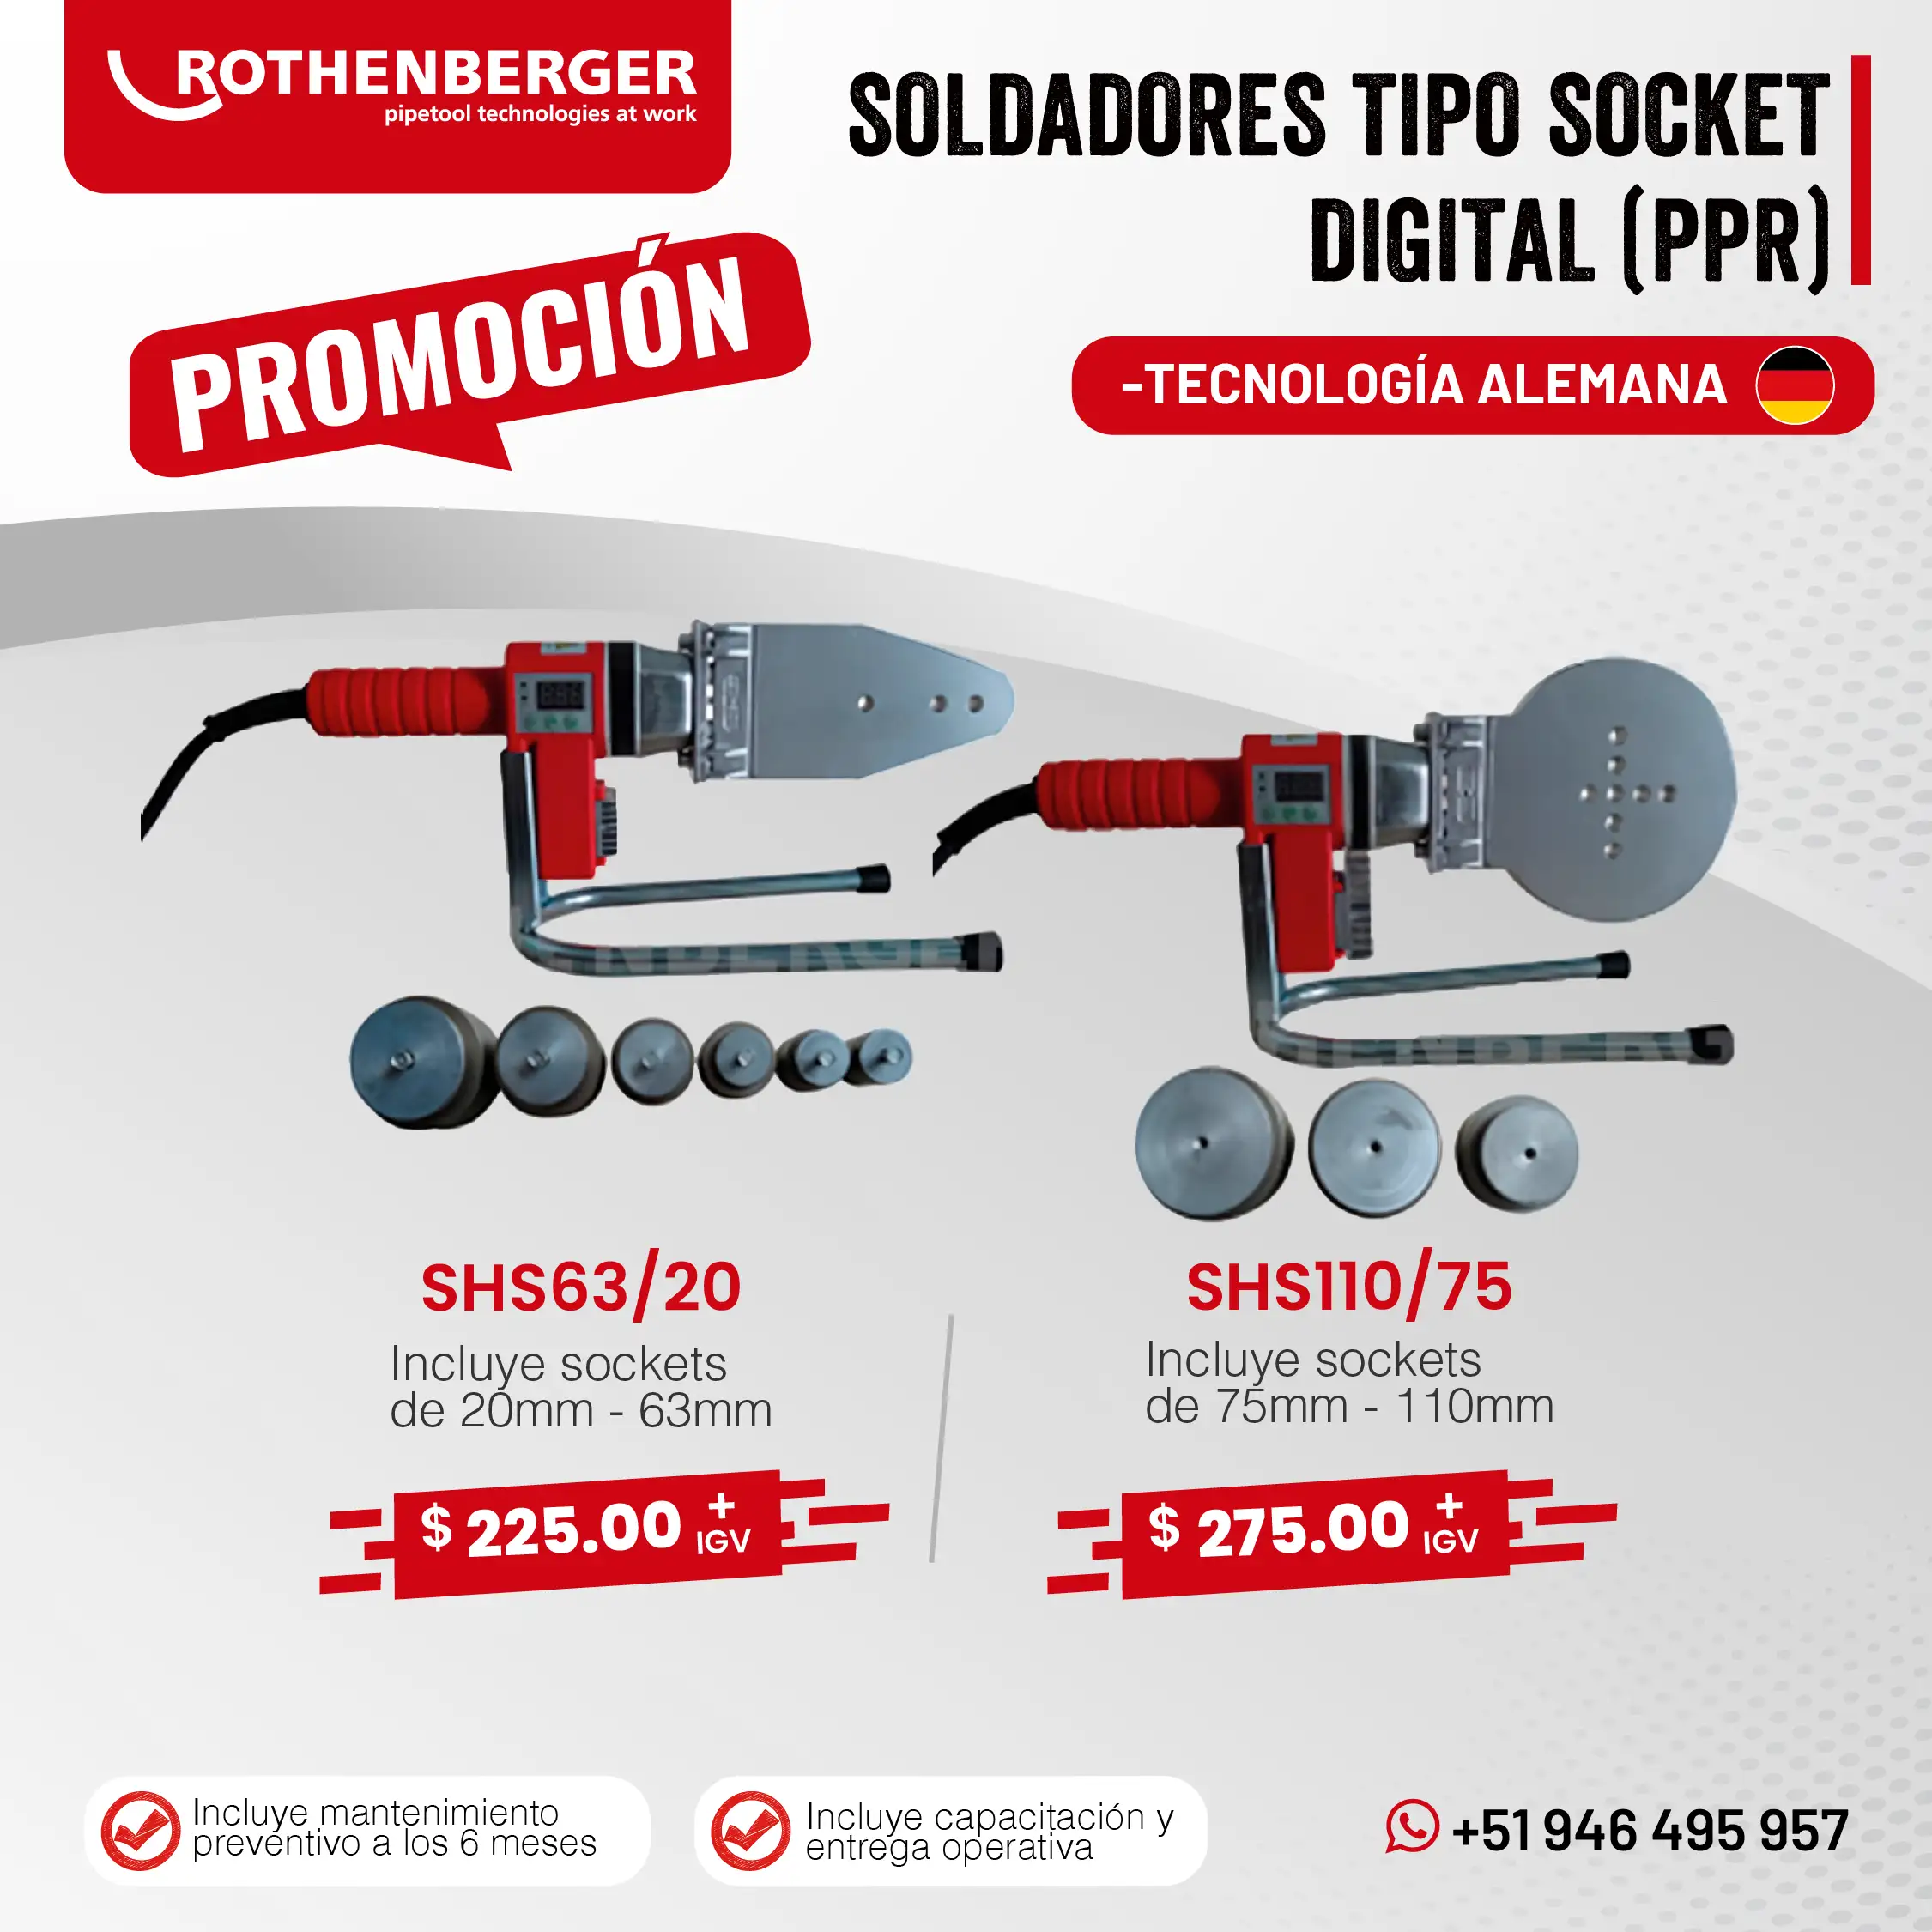 ROTHENBERGER
pipetool technologies at work
SOLDADORES TIPO SOCKET
DIGITAL (PPR)
PROMOCIÓN
-TECNOLOGÍA ALEMANA
SHS63/20
Incluye sockets
de 20mm - 63mm
$ 225.00 + IGV
SHS110/75
Incluye sockets
de 75mm - 110mm
$ 275.00 + IGV
Incluye mantenimiento
preventivo a los 6 meses
Incluye capacitación y
entrega operativa
+51 946 495 957